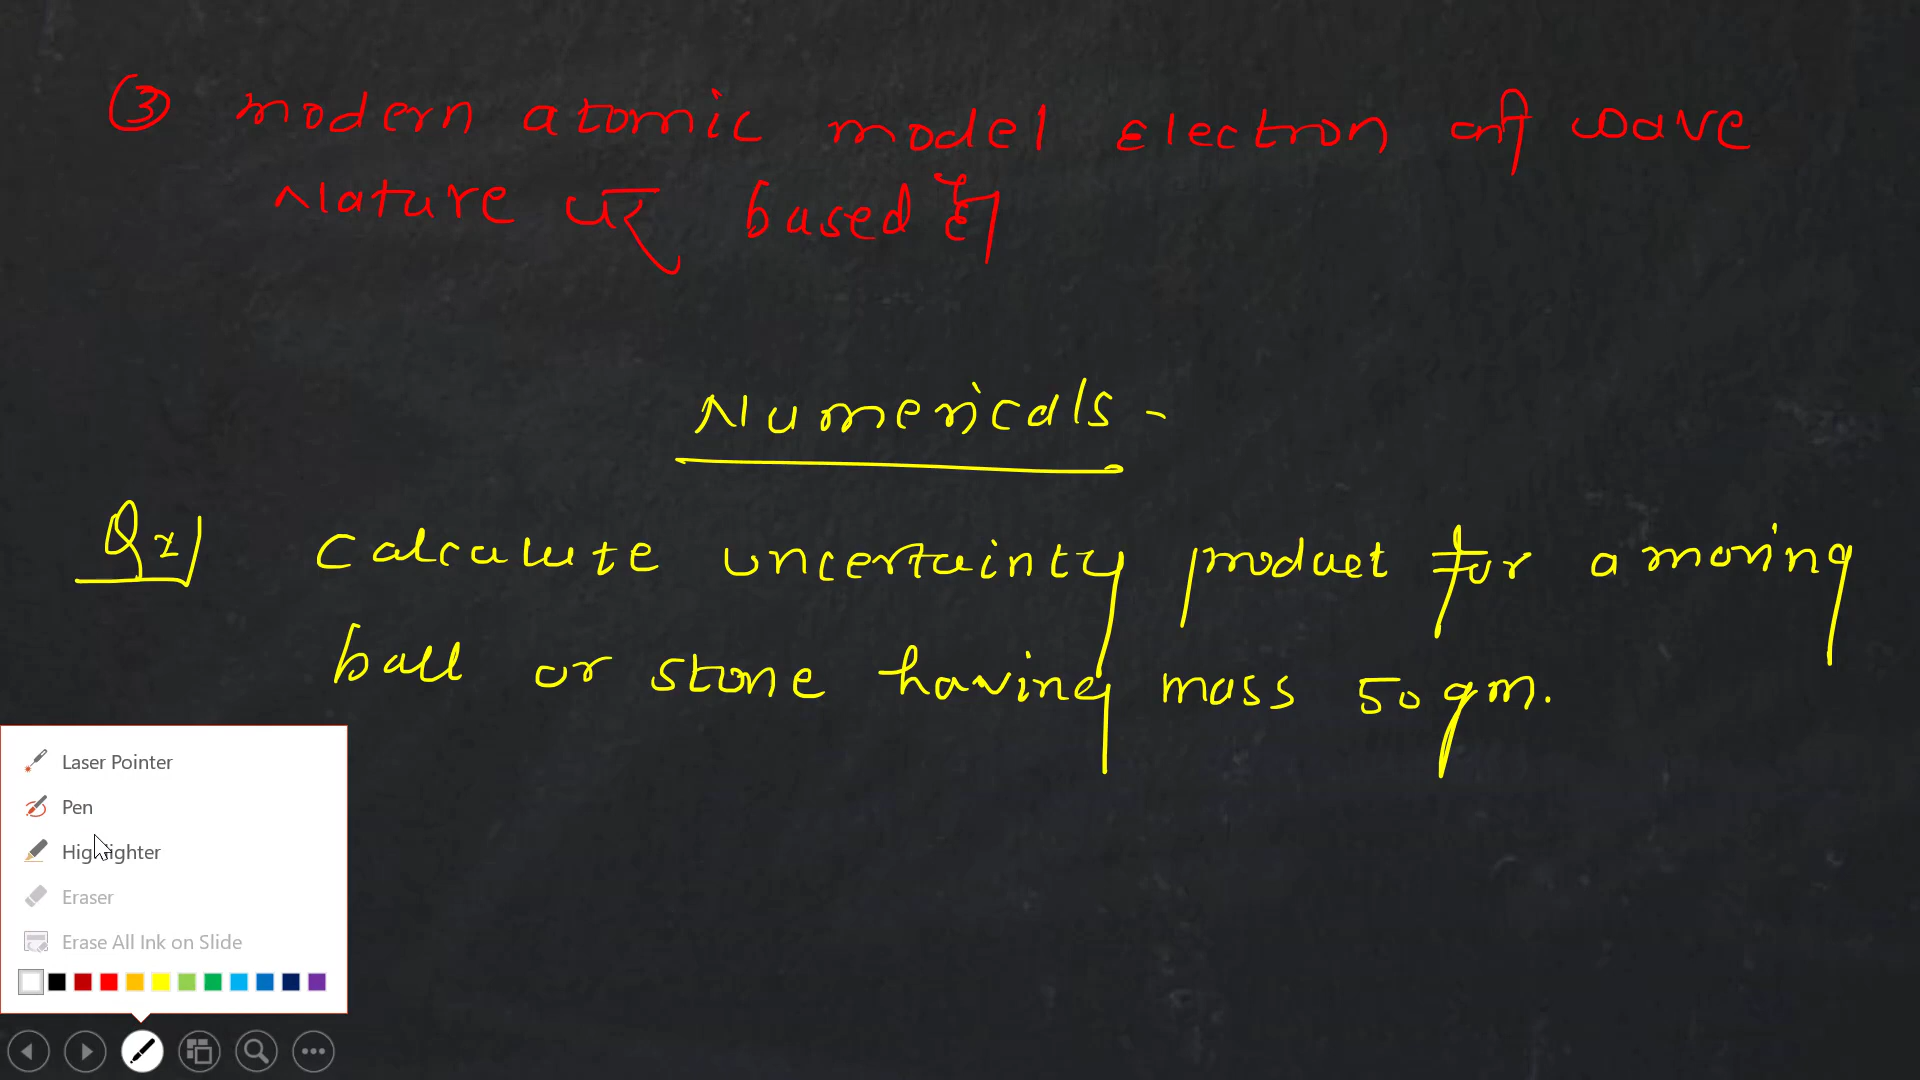 ③ modern atomic model Electron की wave
Nature पर based है
Numericals -
Q1 calculate uncertainty product for a moving
ball or stone having mass 50 gm.
Laser Pointer
Pen
Highlighter
Eraser
Erase All Ink on Slide